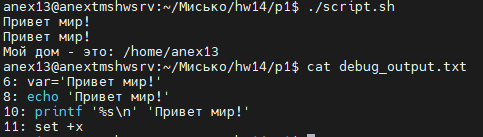 anex13@anextmshwsrv:~/Мисько/hw14/p1$ ./script.sh
Привет мир!
Привет мир!
Мой дом - это: /home/anex13
anex13@anextmshwsrv:~/Мисько/hw14/p1$ cat debug_output.txt
6: var='Привет мир!'
8: echo 'Привет мир!'
10: printf '%s\n' 'Привет мир!'
11: set +x